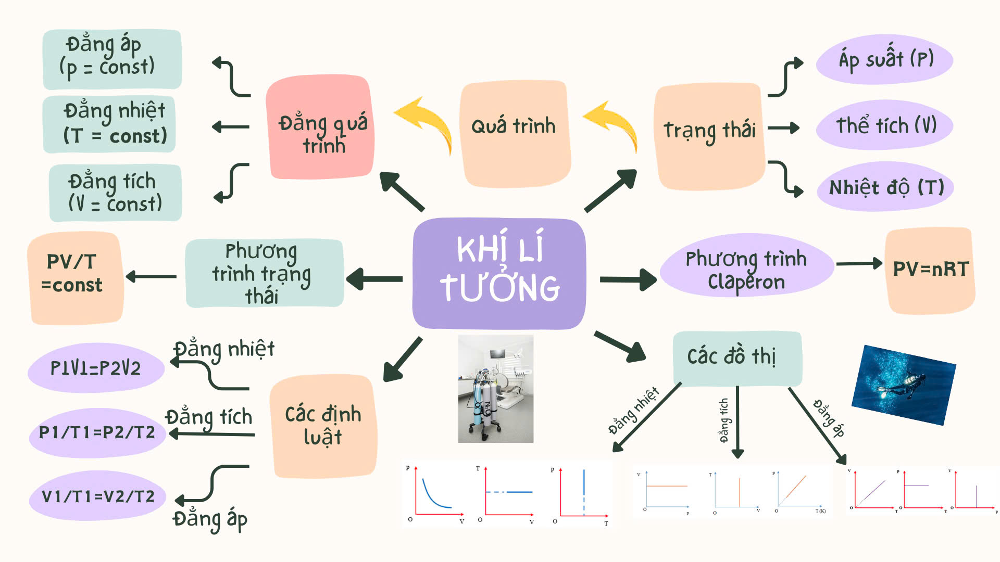 Đẳng áp
(p = const)
Đẳng nhiệt
(T = const)
Đẳng tích
(V = const)
Đẳng quá
trình
Quá trình
Trạng thái
Áp suất (P)
Thể tích (V)
Nhiệt độ (T)
PV/T
=const
Phương
trình trạng
thái
KHÍ LÍ
TƯỞNG
Phương trình
Claperon
PV=nRT
Đẳng nhiệt
P1V1=P2V2
Đẳng tích
P1/T1=P2/T2
V1/T1=V2/T2
Đẳng áp
Các định
luật
Các đồ thị
Đẳng nhiệt
Đẳng tích
Đẳng áp
P
O
V
T
O
V
P
O
T
V
O
P
T
O
V
P
O
T (K)
V
O
T
P
O
T
V
O
P